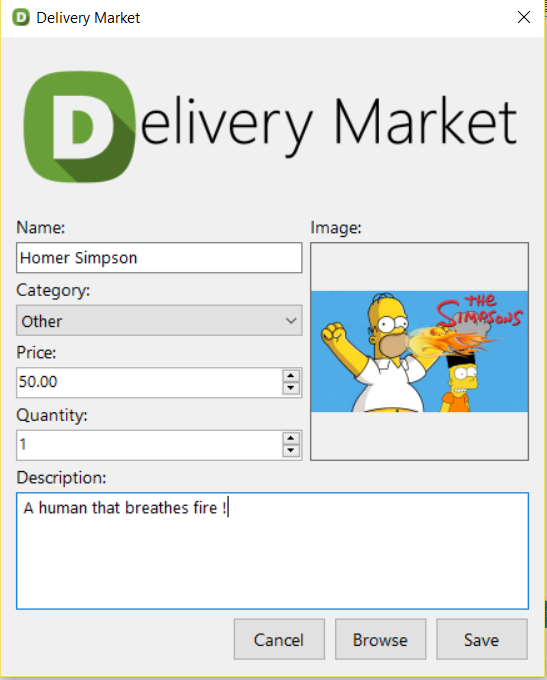 Delivery Market
Delivery Market
Name:
Homer Simpson
Category:
Other
Price:
50.00
Quantity:
1
Image:
THE
SIMPSONS
Description:
A human that breathes fire !
Cancel
Browse
Save